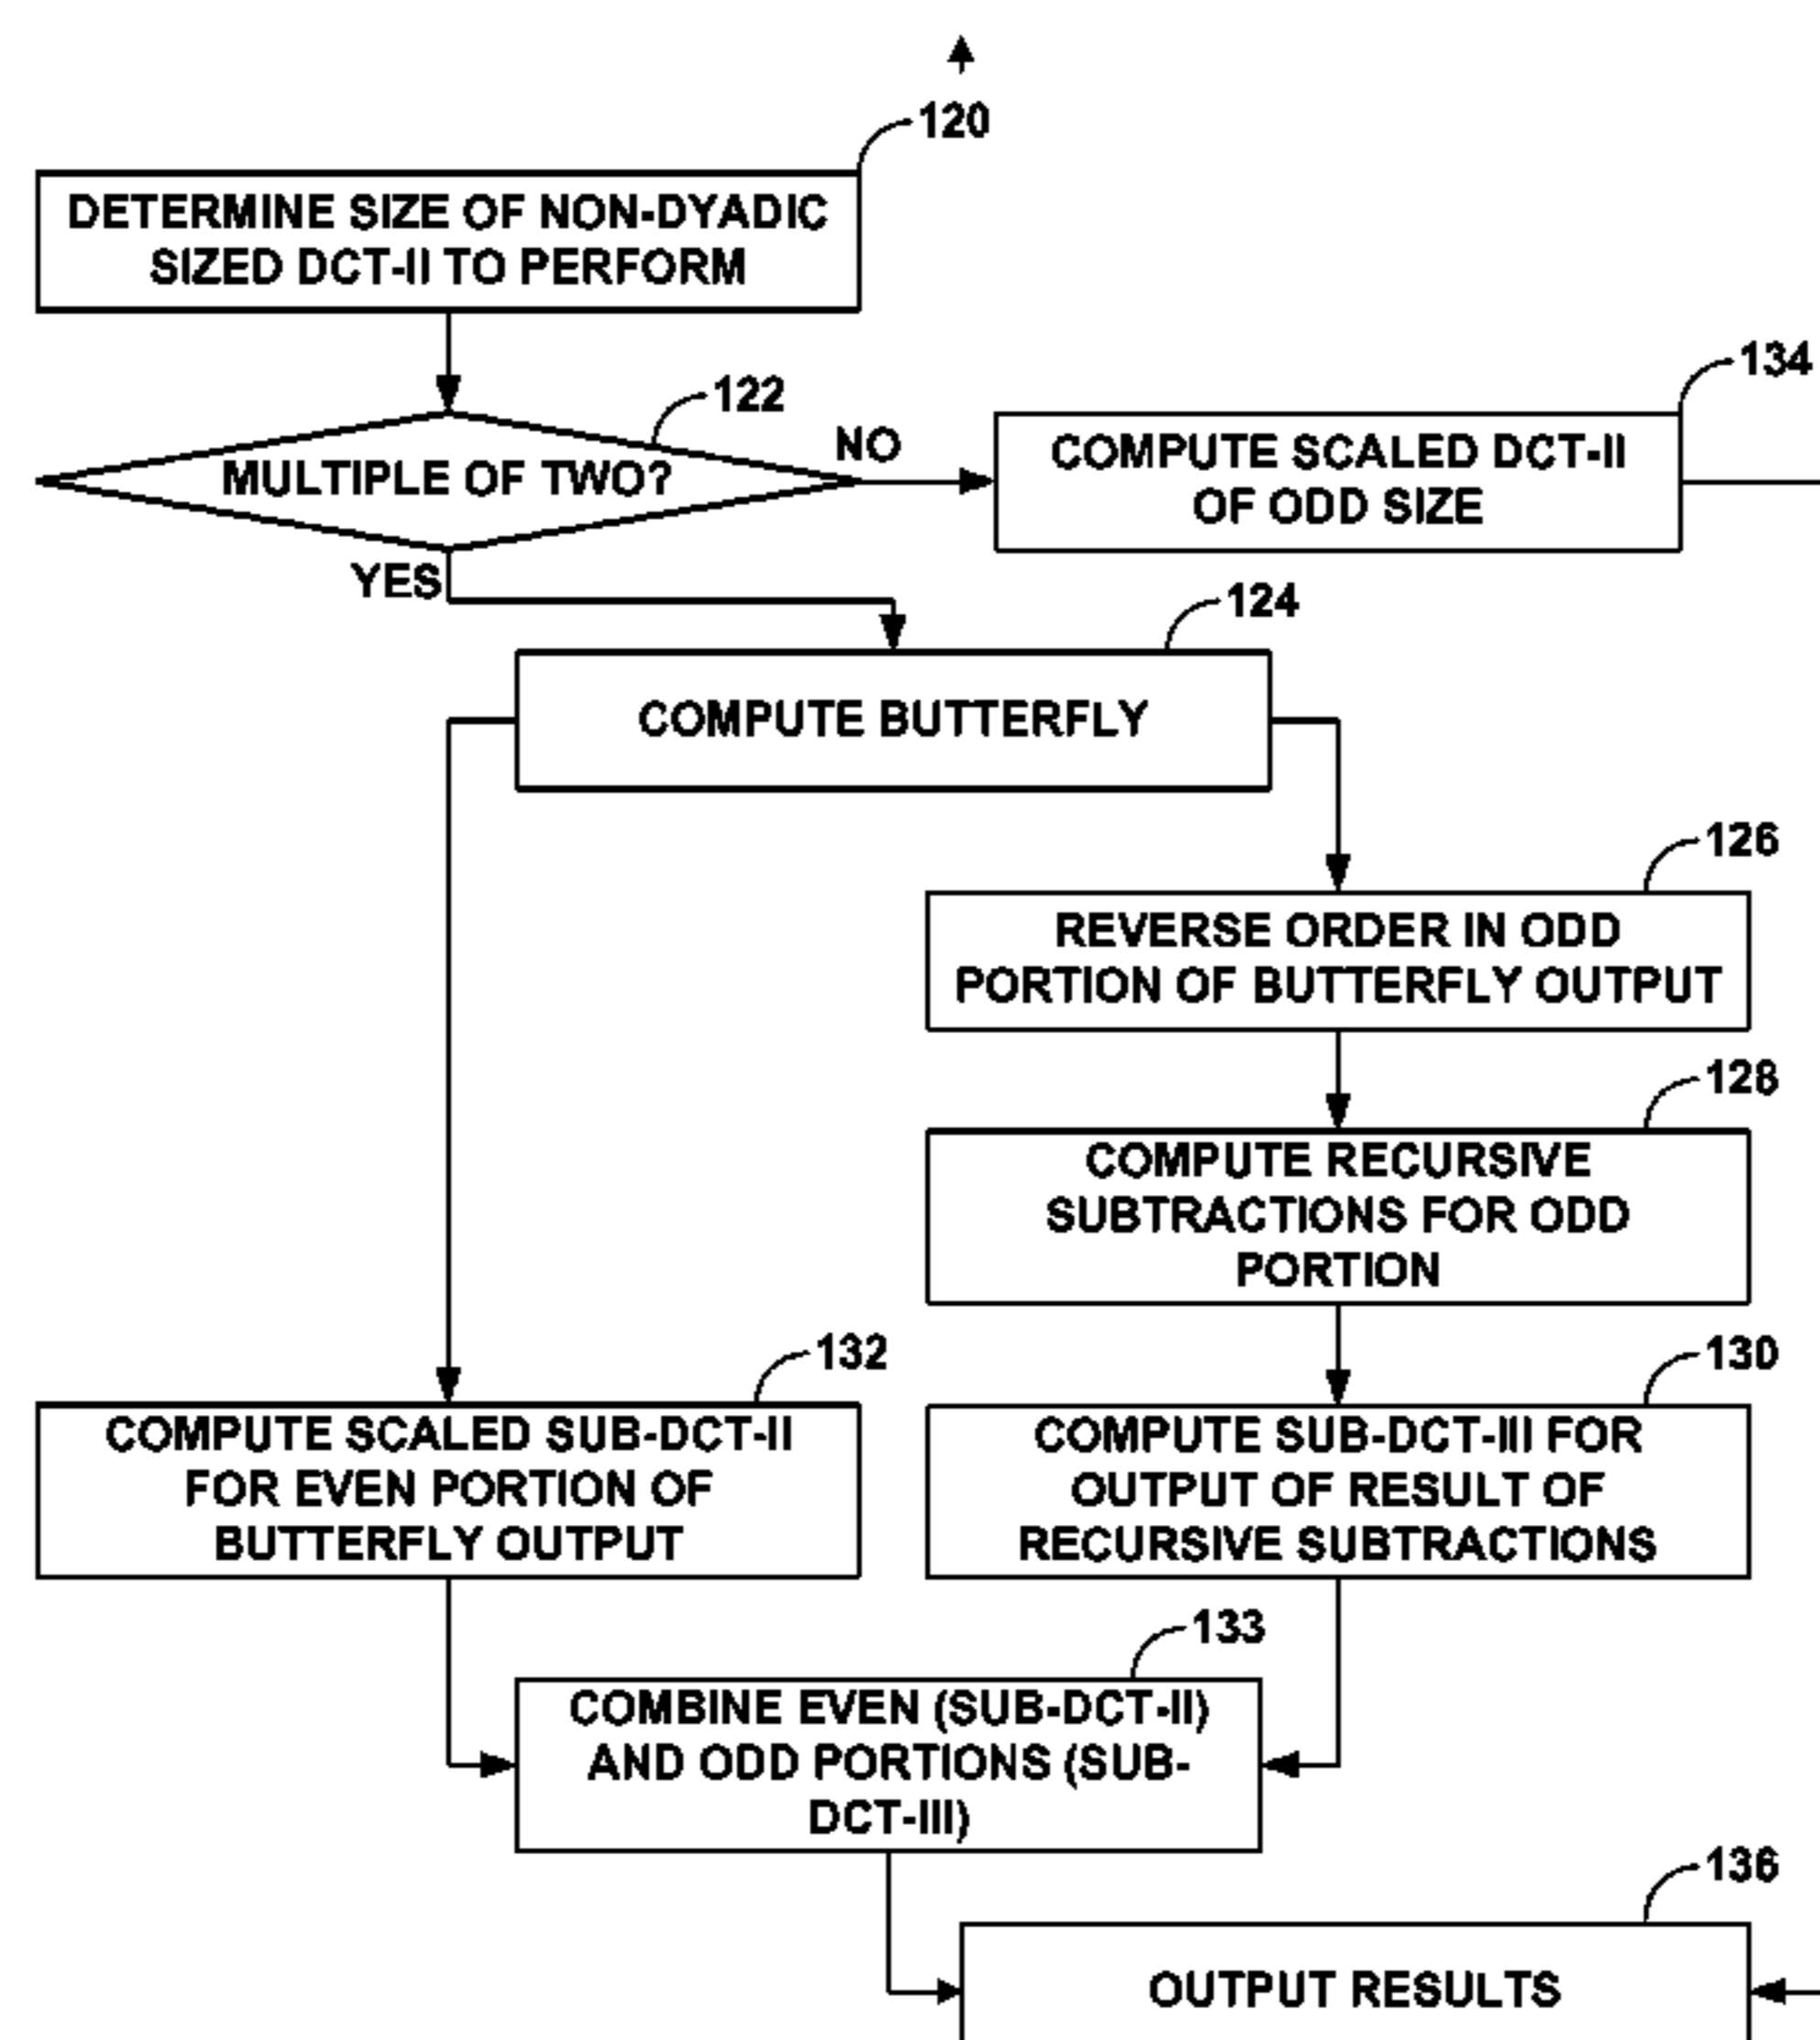 120
DETERMINE SIZE OF NON-DYADIC
SIZED DCT-II TO PERFORM
122
MULTIPLE OF TWO?
NO
YES
134
COMPUTE SCALED DCT-II
OF ODD SIZE
124
COMPUTE BUTTERFLY
126
REVERSE ORDER IN ODD
PORTION OF BUTTERFLY OUTPUT
128
COMPUTE RECURSIVE
SUBTRACTIONS FOR ODD
PORTION
132
COMPUTE SCALED SUB-DCT-II
FOR EVEN PORTION OF
BUTTERFLY OUTPUT
130
COMPUTE SUB-DCT-III FOR
OUTPUT OF RESULT OF
RECURSIVE SUBTRACTIONS
133
COMBINE EVEN (SUB-DCT-II)
AND ODD PORTIONS (SUB-
DCT-III)
136
OUTPUT RESULTS